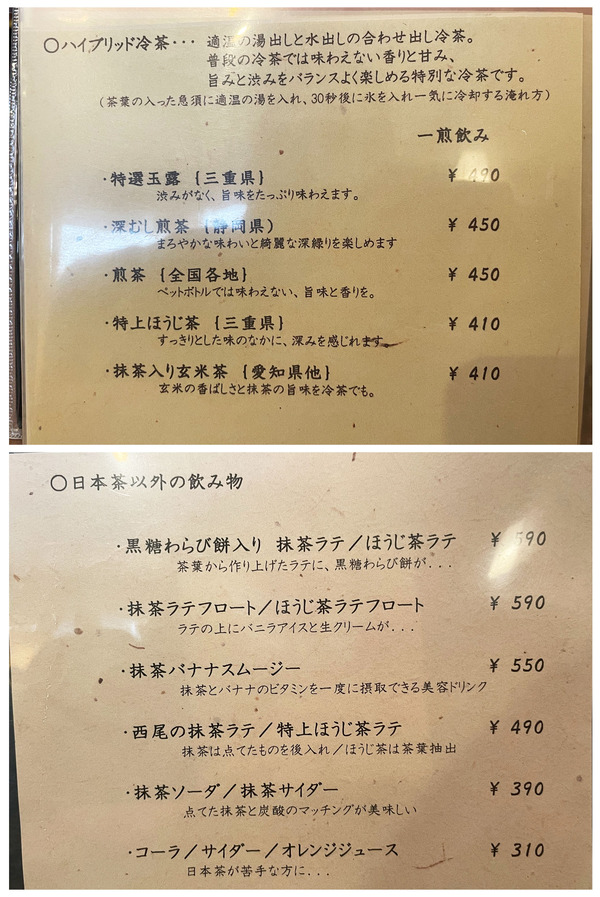 〇ハイブリッド冷茶・・・ 適温の湯出しと水出しの合わせ出し冷茶。
普段の冷茶では味わえない香りと甘み、
旨みと渋みをバランスよく楽しめる特別な冷茶です。
（茶葉の入った急須に適温の湯を入れ、30秒後に氷を入れ一気に冷却する淹れ方）
一煎飲み
・特選玉露 {三重県} ¥ 490
渋みがなく、旨味をたっぷり味わえます。
・深むし煎茶 (静岡県) ¥ 450
まろやかな味わいと綺麗な深緑りを楽しめます
・煎茶 {全国各地} ¥ 450
ペットボトルでは味わえない、旨味と香りを。
・特上ほうじ茶 {三重県} ¥ 410
すっきりとした味のなかに、深みを感じれます。
・抹茶入り玄米茶 {愛知県他} ¥ 410
玄米の香ばしさと抹茶の旨味を冷茶でも。
〇日本茶以外の飲み物
・黒糖わらび餅入り 抹茶ラテ／ほうじ茶ラテ ¥ 590
茶葉から作り上げたラテに、黒糖わらび餅が...
・抹茶ラテフロート／ほうじ茶ラテフロート ¥ 590
ラテの上にバニラアイスと生クリームが...
・抹茶バナナスムージー ¥ 550
抹茶とバナナのビタミンを一度に摂取できる美容ドリンク
・西尾の抹茶ラテ／特上ほうじ茶ラテ ¥ 490
抹茶は点てたものを後入れ／ほうじ茶は茶葉抽出
・抹茶ソーダ／抹茶サイダー ¥ 390
点てた抹茶と炭酸のマッチングが美味しい
・コーラ／サイダー／オレンジジュース ¥ 310
日本茶が苦手な方に...